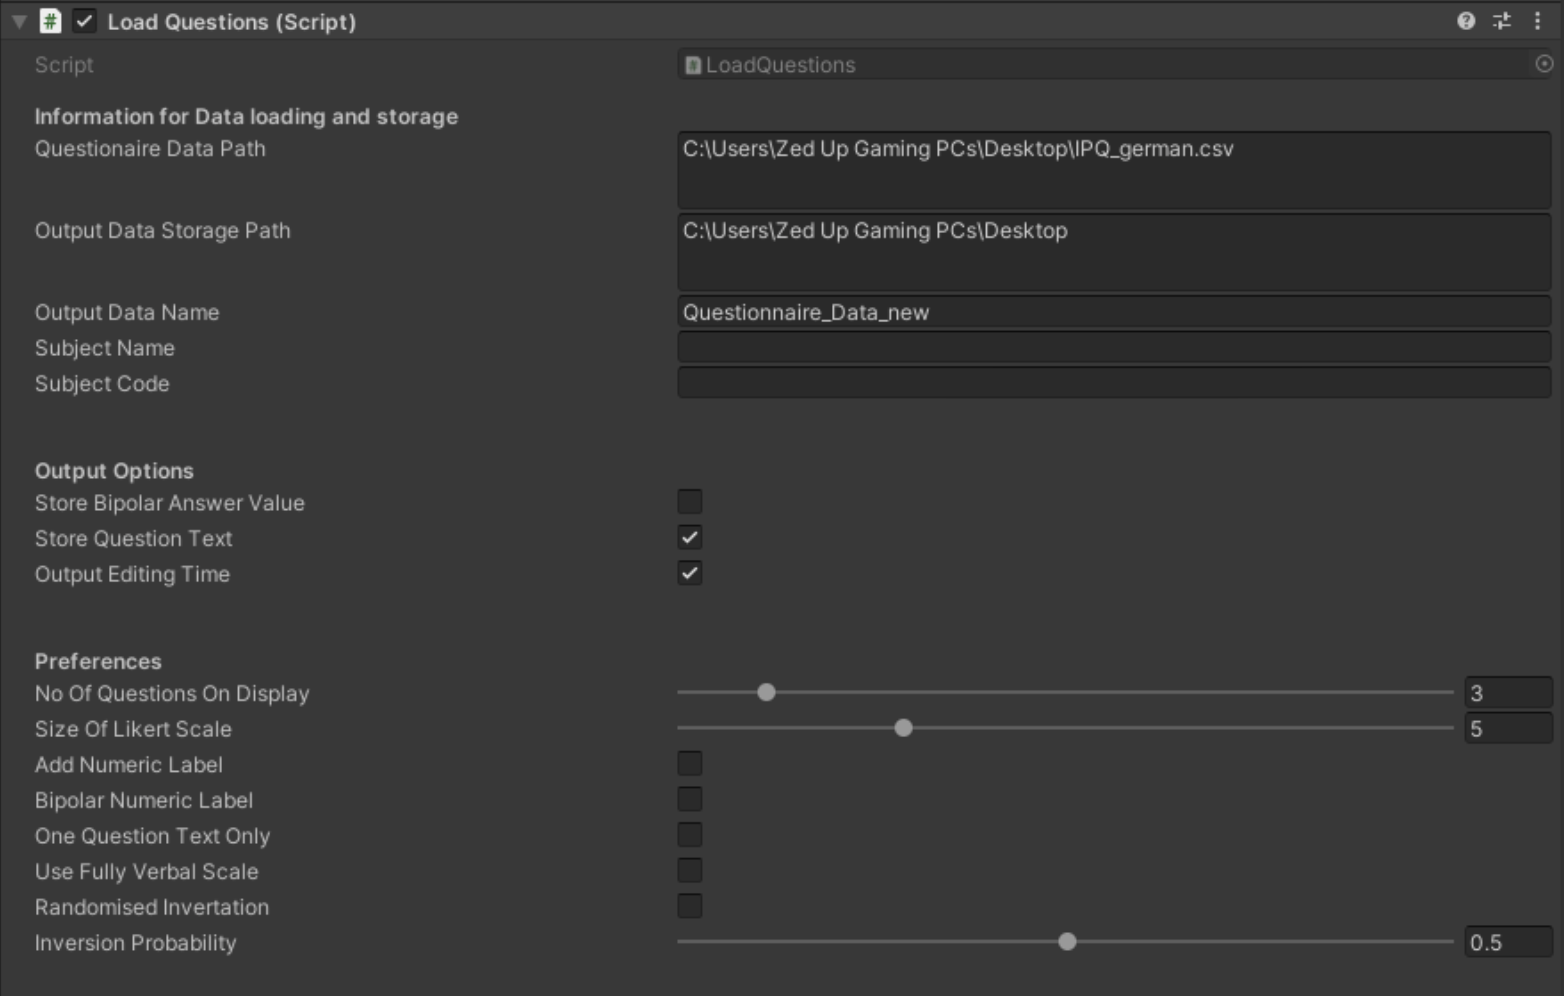 Load Questions (Script)
Script LoadQuestions
Information for Data loading and storage
Questionaire Data Path C:\Users\Zed Up Gaming PCs\Desktop\IPQ_german.csv
Output Data Storage Path C:\Users\Zed Up Gaming PCs\Desktop
Output Data Name Questionnaire_Data_new
Subject Name
Subject Code
Output Options
Store Bipolar Answer Value
Store Question Text
Output Editing Time
Preferences
No Of Questions On Display 3
Size Of Likert Scale 5
Add Numeric Label
Bipolar Numeric Label
One Question Text Only
Use Fully Verbal Scale
Randomised Invertation
Inversion Probability 0.5